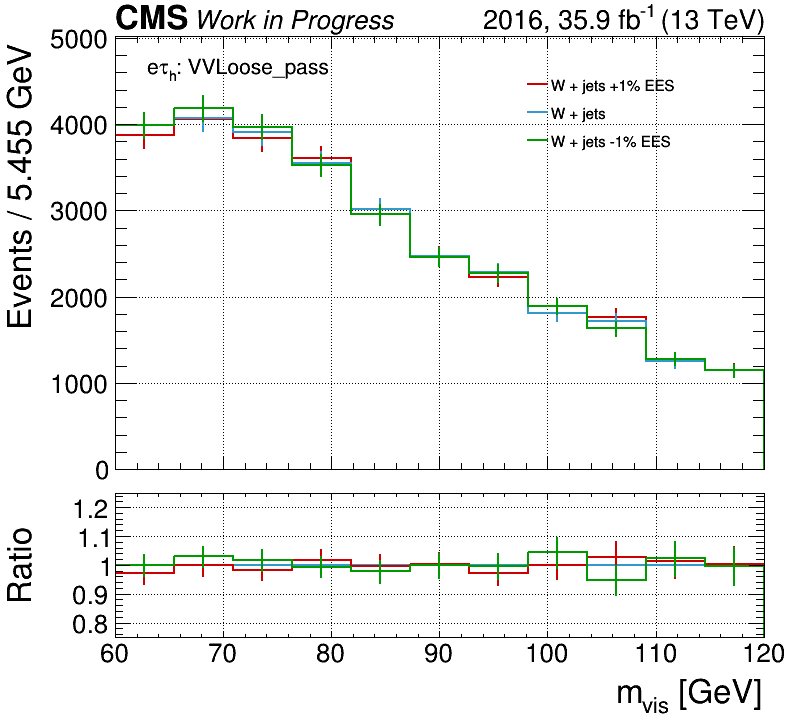 CMS Work in Progress 2016, 35.9 fb⁻¹ (13 TeV)
eτₕ: VVLoose_pass
W + jets +1% EES
W + jets
W + jets -1% EES
Events / 5.455 GeV
5000
4000
3000
2000
1000
0
Ratio
1.2
1.1
1
0.9
0.8
60 70 80 90 100 110 120
m_vis [GeV]